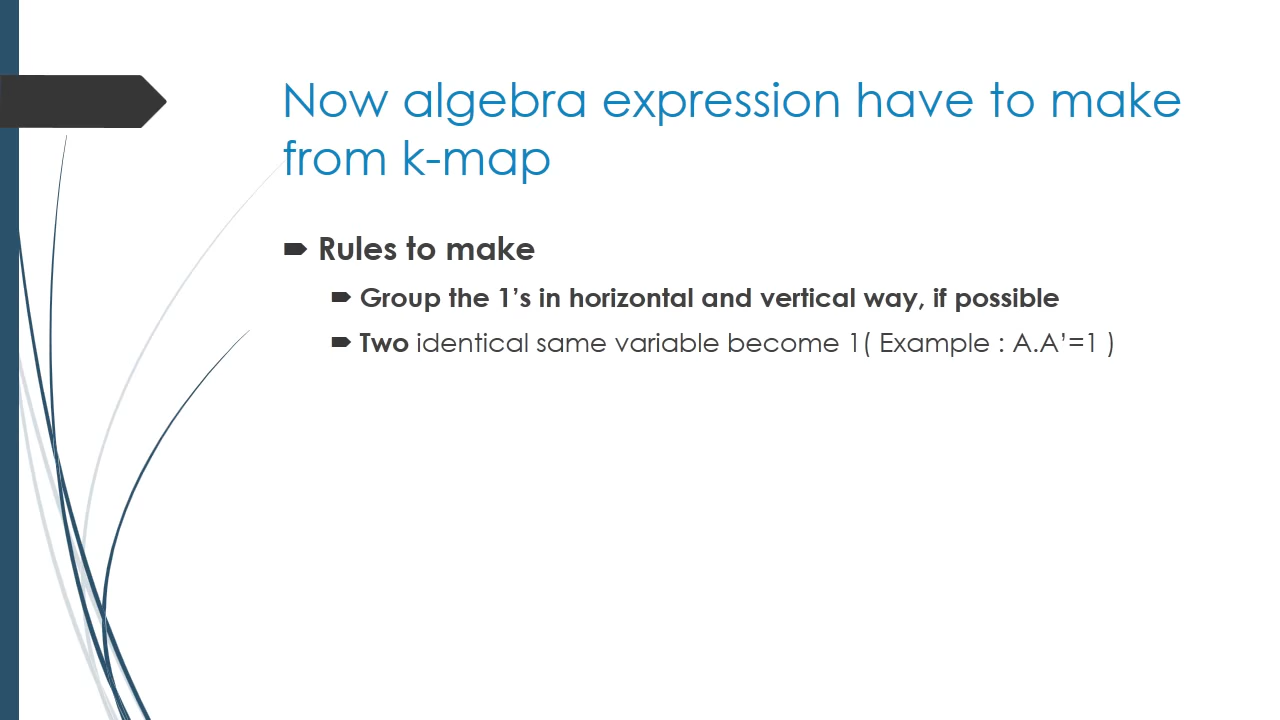 Now algebra expression have to make
from k-map
Rules to make
Group the 1’s in horizontal and vertical way, if possible
Two identical same variable become 1( Example : A.A’=1 )